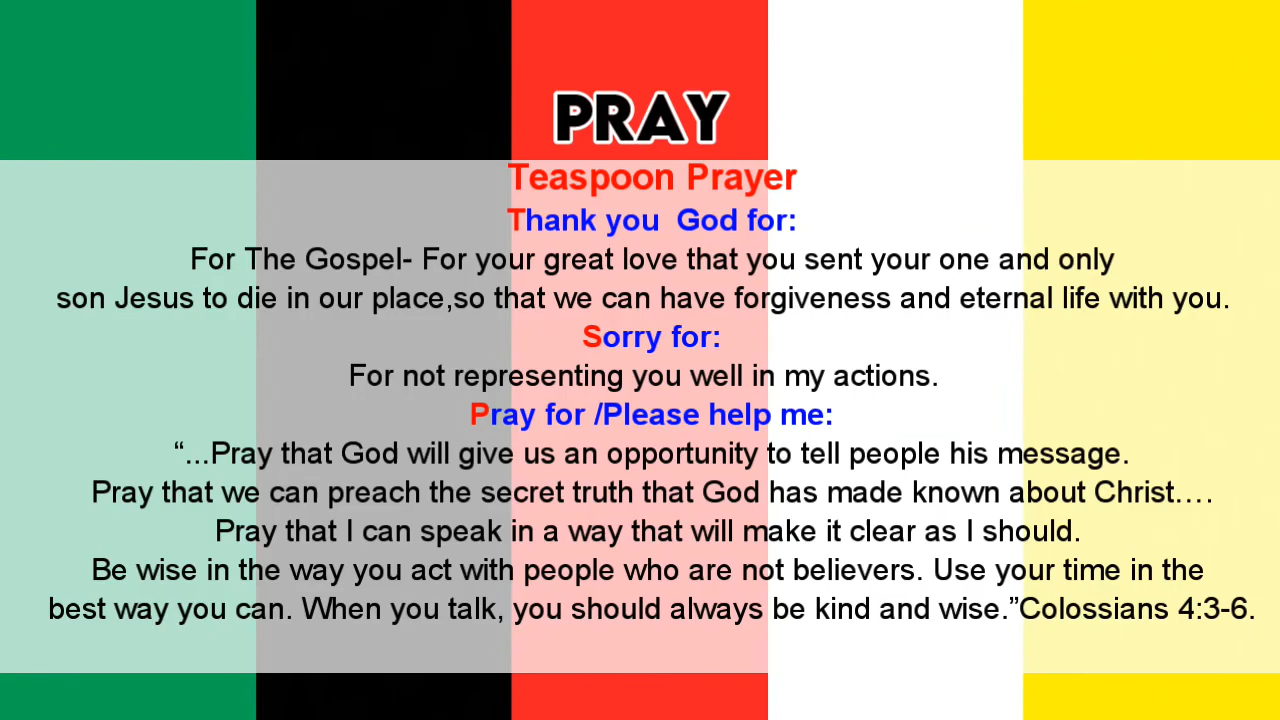 PRAY
Teaspoon Prayer
Thank you  God for:
For The Gospel- For your great love that you sent your one and only
son Jesus to die in our place,so that we can have forgiveness and eternal life with you.
Sorry for:
For not representing you well in my actions.
Pray for /Please help me:
“...Pray that God will give us an opportunity to tell people his message.
Pray that we can preach the secret truth that God has made known about Christ….
Pray that I can speak in a way that will make it clear as I should.
Be wise in the way you act with people who are not believers. Use your time in the
best way you can. When you talk, you should always be kind and wise.”Colossians 4:3-6.